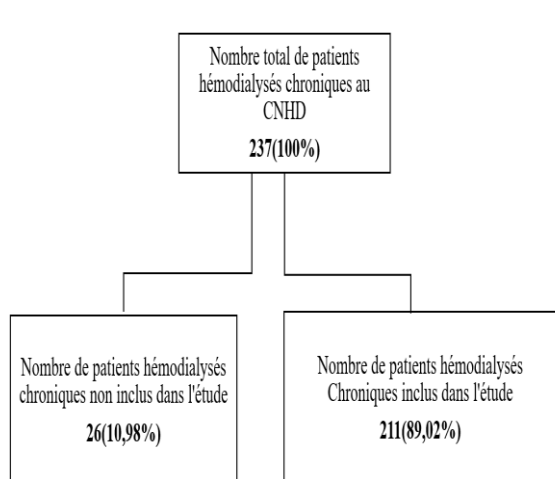 Nombre total de patients
hémodialysés chroniques au
CNHD
237(100%)
Nombre de patients hémodialysés
chroniques non inclus dans l'étude
26(10,98%)
Nombre de patients hémodialysés
Chroniques inclus dans l'étude
211(89,02%)